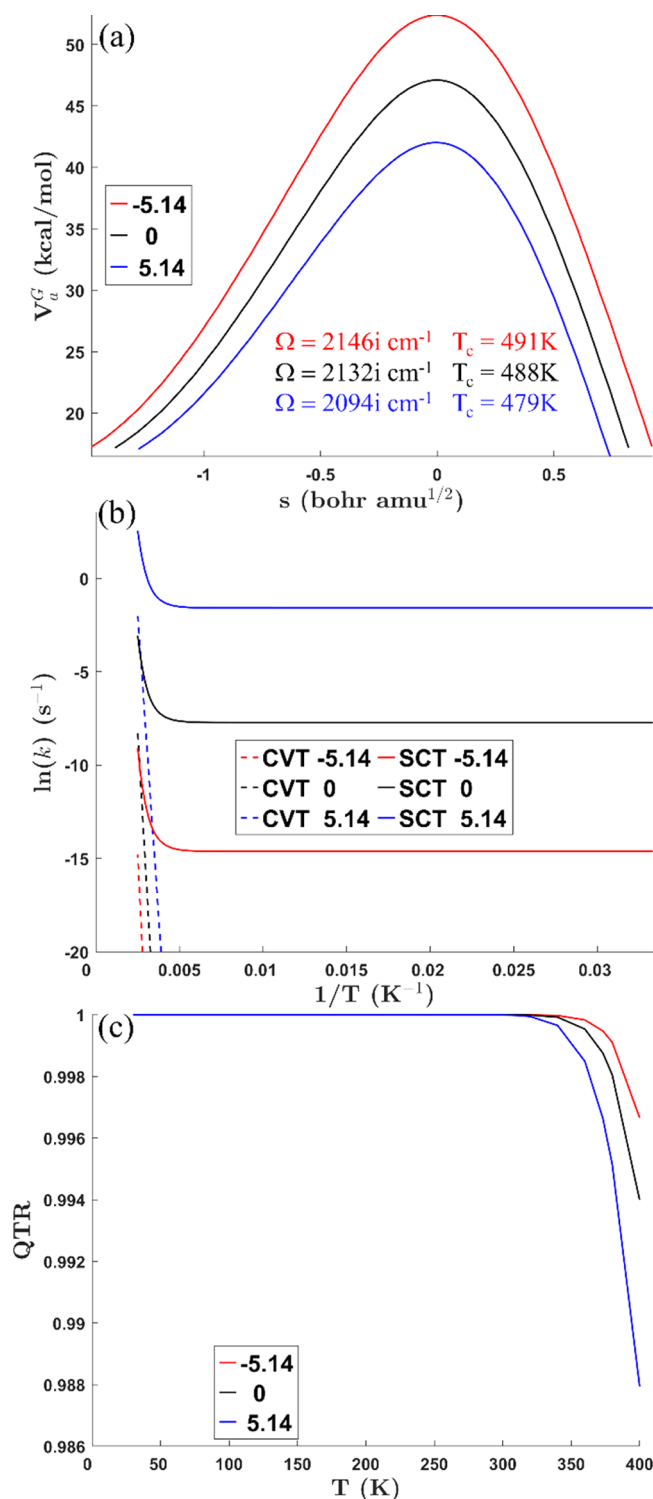 (a)
50
45
40
35
30
25
20
V_a^G (kcal/mol)
-5.14
0
5.14
Ω = 2146i cm⁻¹ T_c = 491K
Ω = 2132i cm⁻¹ T_c = 488K
Ω = 2094i cm⁻¹ T_c = 479K
-1 -0.5 0 0.5
s (bohr amu^{1/2})
(b)
0
-5
-10
-15
-20
ln(k) (s⁻¹)
CVT -5.14 SCT -5.14
CVT 0 SCT 0
CVT 5.14 SCT 5.14
0 0.005 0.01 0.015 0.02 0.025 0.03
1/T (K⁻¹)
(c)
1
0.998
0.996
0.994
0.992
0.99
0.988
0.986
QTR
-5.14
0
5.14
0 50 100 150 200 250 300 350 400
T (K)